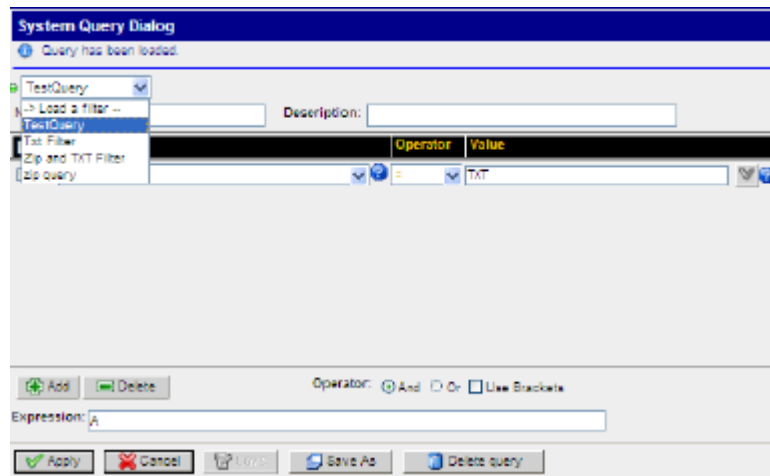 System Query Dialog
Query has been loaded.
TestQuery
-> Load a filter --
TestQuery
Txt Filter
Zip and TXT Filter
zip query
Description:
Operator Value
= TXT
Add Delete Operator: And Or Use Brackets
Expression: A
Apply Cancel Save As Delete query